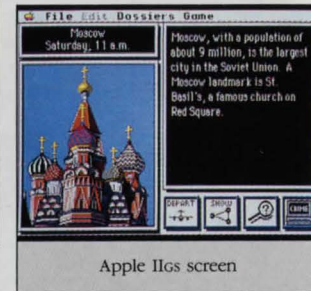 File Edit Dossiers Game
Moscow
Saturday, 11 a.m.
Moscow, with a population of
about 9 million, is the largest
city in the Soviet Union. A
Moscow landmark is St.
Basil's, a famous church on
Red Square.
DEPART
SHOW
CRIME
Apple IIGS screen